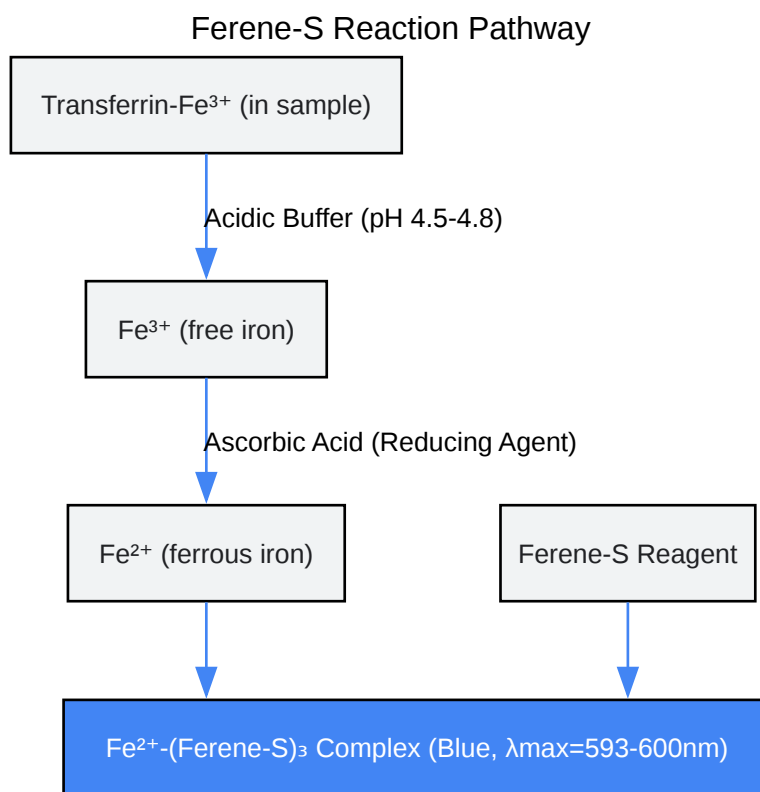 Ferene-S Reaction Pathway
Transferrin-Fe³⁺ (in sample)
Acidic Buffer (pH 4.5-4.8)
Fe³⁺ (free iron)
Ascorbic Acid (Reducing Agent)
Fe²⁺ (ferrous iron)
Ferene-S Reagent
Fe²⁺-(Ferene-S)₃ Complex (Blue, λmax=593-600nm)